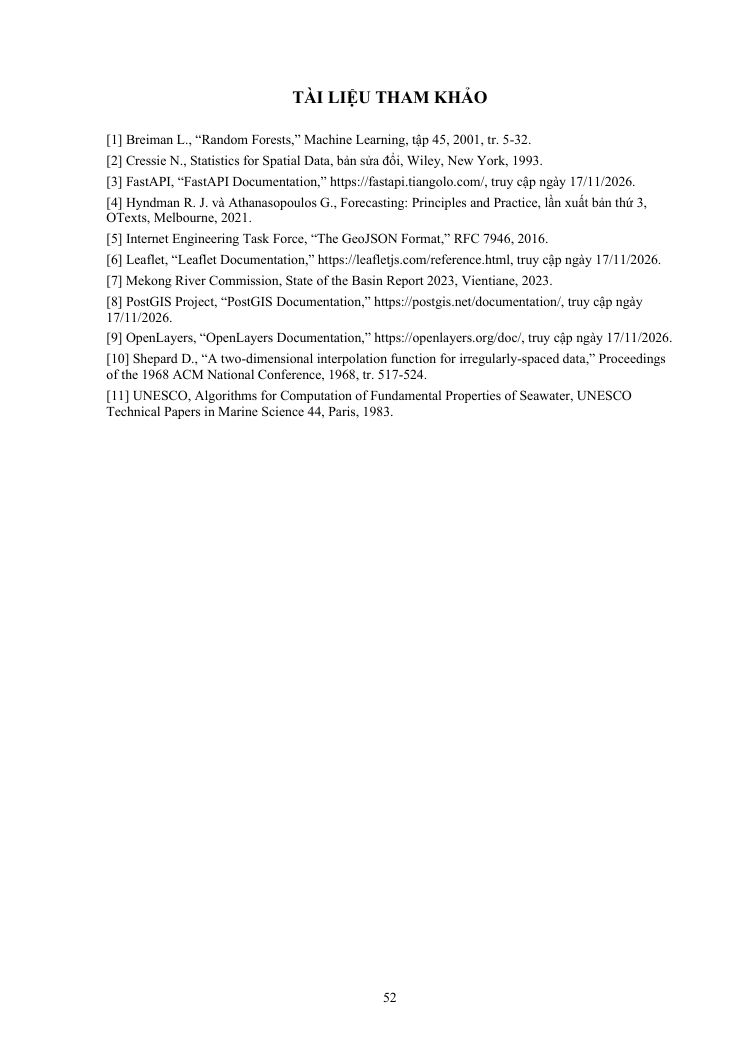 TÀI LIỆU THAM KHẢO
[1] Breiman L., “Random Forests,” Machine Learning, tập 45, 2001, tr. 5-32.
[2] Cressie N., Statistics for Spatial Data, bản sửa đổi, Wiley, New York, 1993.
[3] FastAPI, “FastAPI Documentation,” https://fastapi.tiangolo.com/, truy cập ngày 17/11/2026.
[4] Hyndman R. J. và Athanasopoulos G., Forecasting: Principles and Practice, lần xuất bản thứ 3,
OTexts, Melbourne, 2021.
[5] Internet Engineering Task Force, “The GeoJSON Format,” RFC 7946, 2016.
[6] Leaflet, “Leaflet Documentation,” https://leafletjs.com/reference.html, truy cập ngày 17/11/2026.
[7] Mekong River Commission, State of the Basin Report 2023, Vientiane, 2023.
[8] PostGIS Project, “PostGIS Documentation,” https://postgis.net/documentation/, truy cập ngày
17/11/2026.
[9] OpenLayers, “OpenLayers Documentation,” https://openlayers.org/doc/, truy cập ngày 17/11/2026.
[10] Shepard D., “A two-dimensional interpolation function for irregularly-spaced data,” Proceedings
of the 1968 ACM National Conference, 1968, tr. 517-524.
[11] UNESCO, Algorithms for Computation of Fundamental Properties of Seawater, UNESCO
Technical Papers in Marine Science 44, Paris, 1983.
52